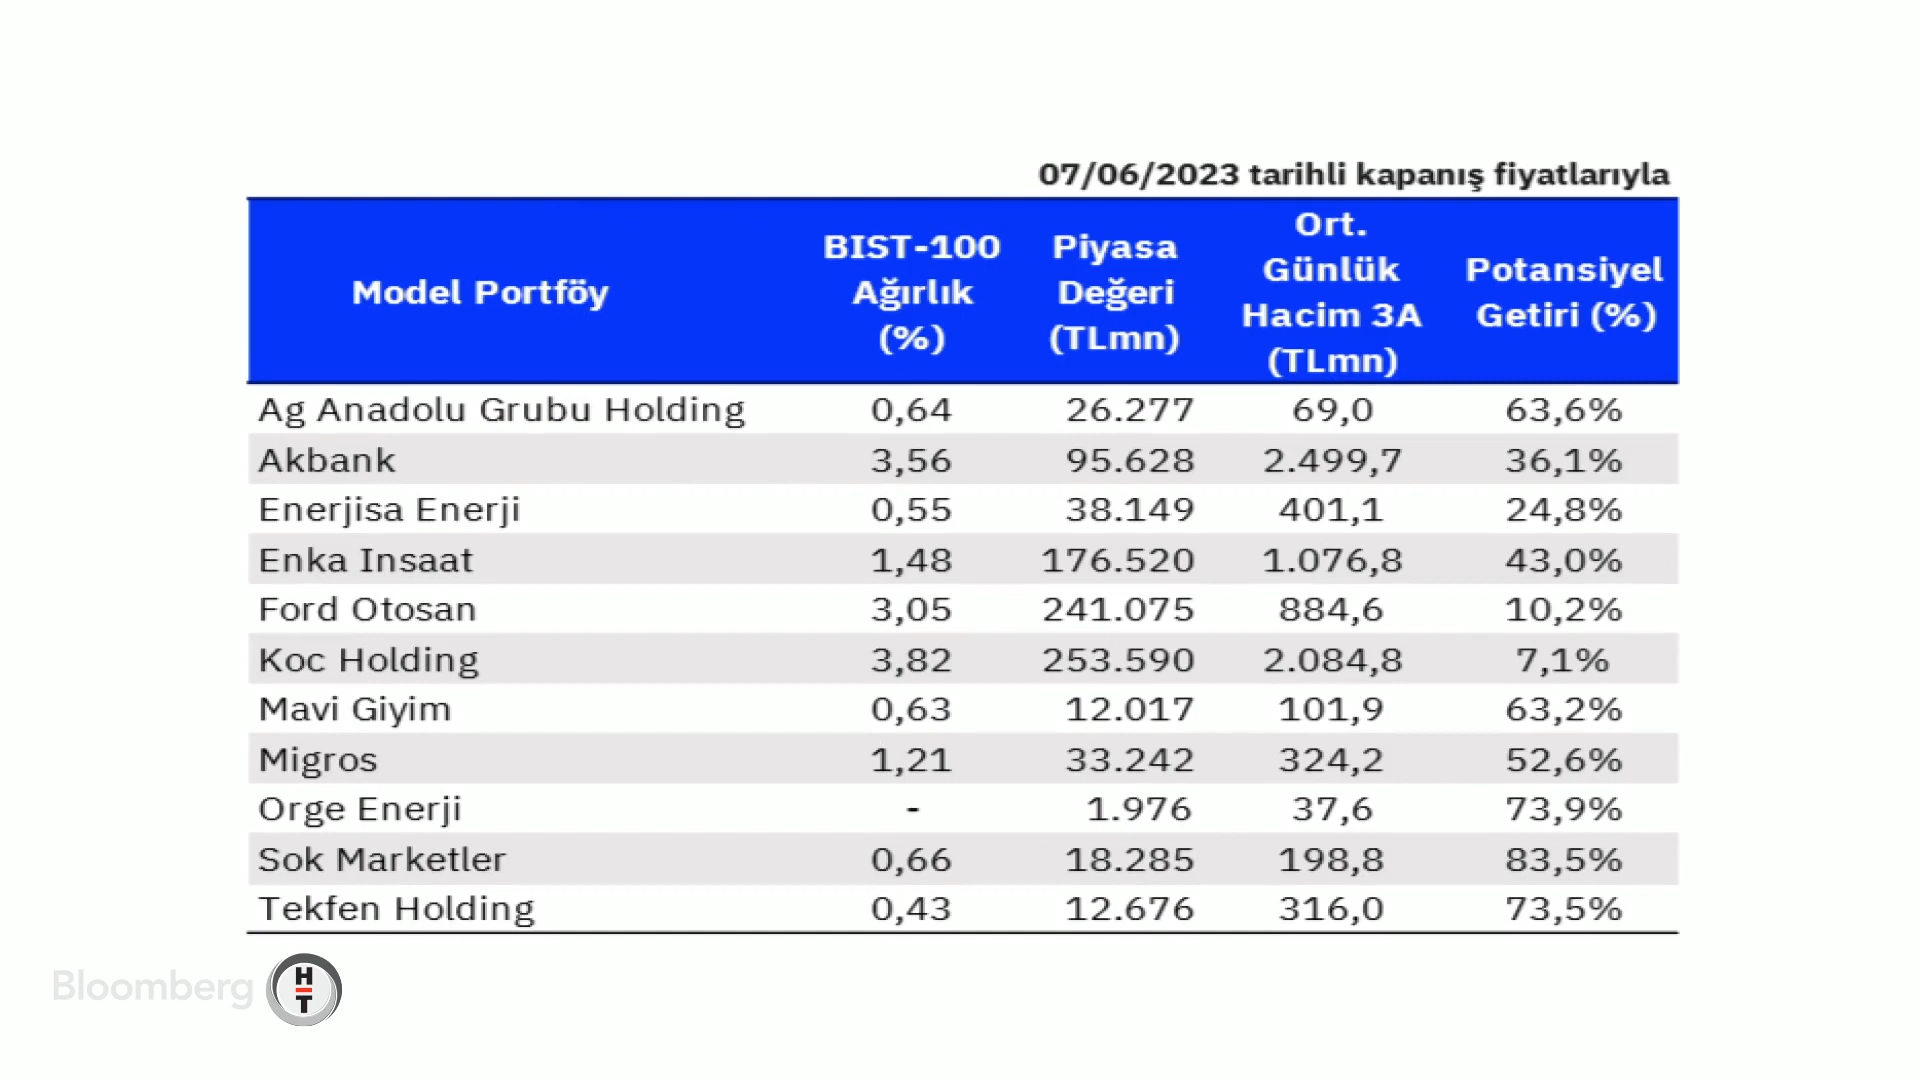 07/06/2023 tarihli kapanış fiyatlarıyla
Model Portföy BIST-100 Ağırlık (%) Piyasa Değeri (TLmn) Ort. Günlük Hacim 3A (TLmn) Potansiyel Getiri (%)
Ag Anadolu Grubu Holding 0,64 26.277 69,0 63,6%
Akbank 3,56 95.628 2.499,7 36,1%
Enerjisa Enerji 0,55 38.149 401,1 24,8%
Enka Insaat 1,48 176.520 1.076,8 43,0%
Ford Otosan 3,05 241.075 884,6 10,2%
Koc Holding 3,82 253.590 2.084,8 7,1%
Mavi Giyim 0,63 12.017 101,9 63,2%
Migros 1,21 33.242 324,2 52,6%
Orge Enerji - 1.976 37,6 73,9%
Sok Marketler 0,66 18.285 198,8 83,5%
Tekfen Holding 0,43 12.676 316,0 73,5%
Bloomberg HT